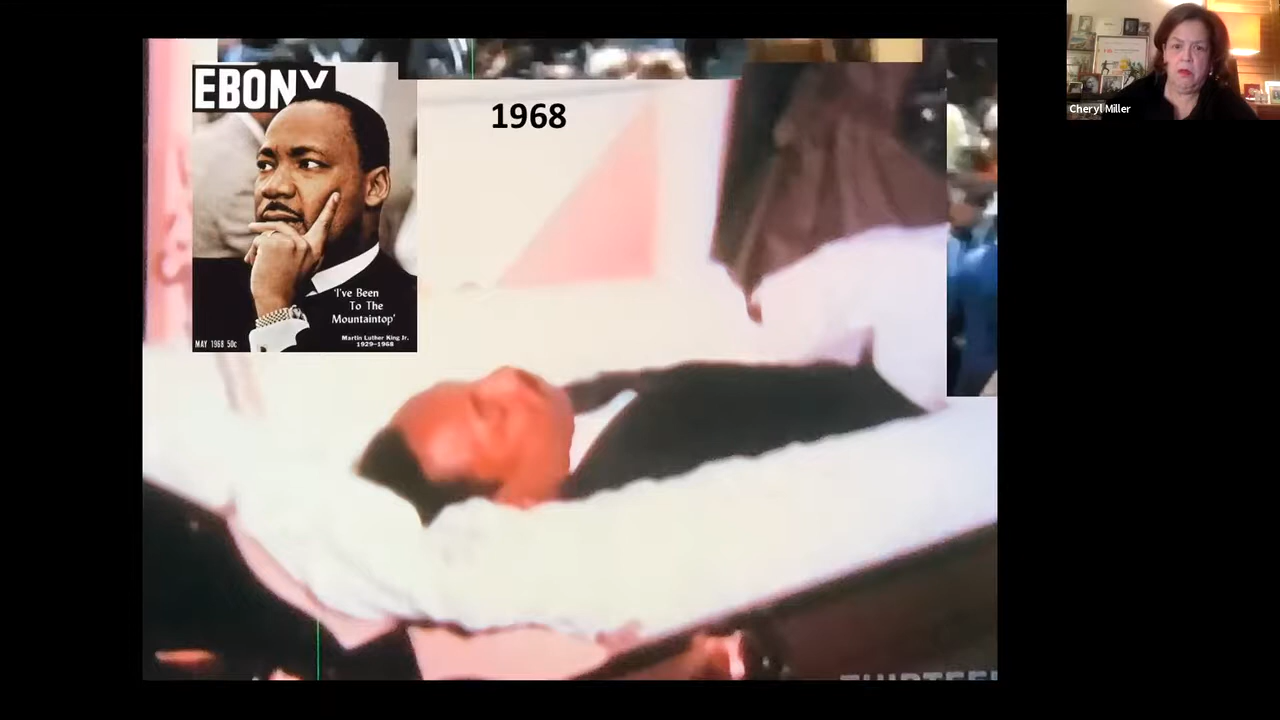 EBONY
1968
'I've Been
To The
Mountaintop'
Martin Luther King Jr.
1929–1968
MAY 1968 50c
Cheryl Miller